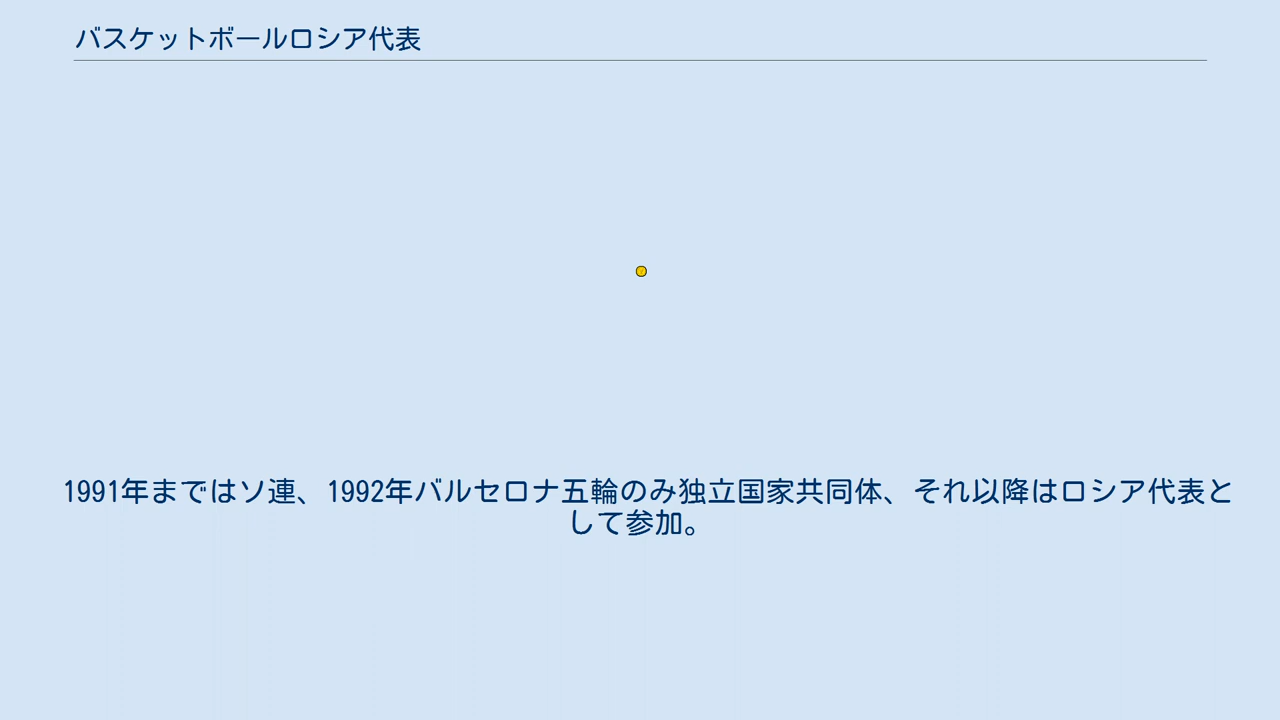 バスケットボールロシア代表
1991年まではソ連、1992年バルセロナ五輪のみ独立国家共同体、それ以降はロシア代表と
して参加。